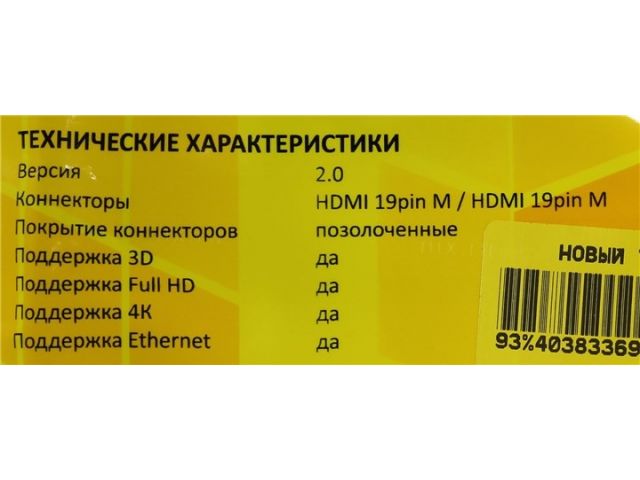 ТЕХНИЧЕСКИЕ ХАРАКТЕРИСТИКИ
Версия 2.0
Коннекторы HDMI 19pin M / HDMI 19pin M
Покрытие коннекторов позолоченные
Поддержка 3D да
Поддержка Full HD да
Поддержка 4K да
Поддержка Ethernet да
НОВЫЙ
93%40383369